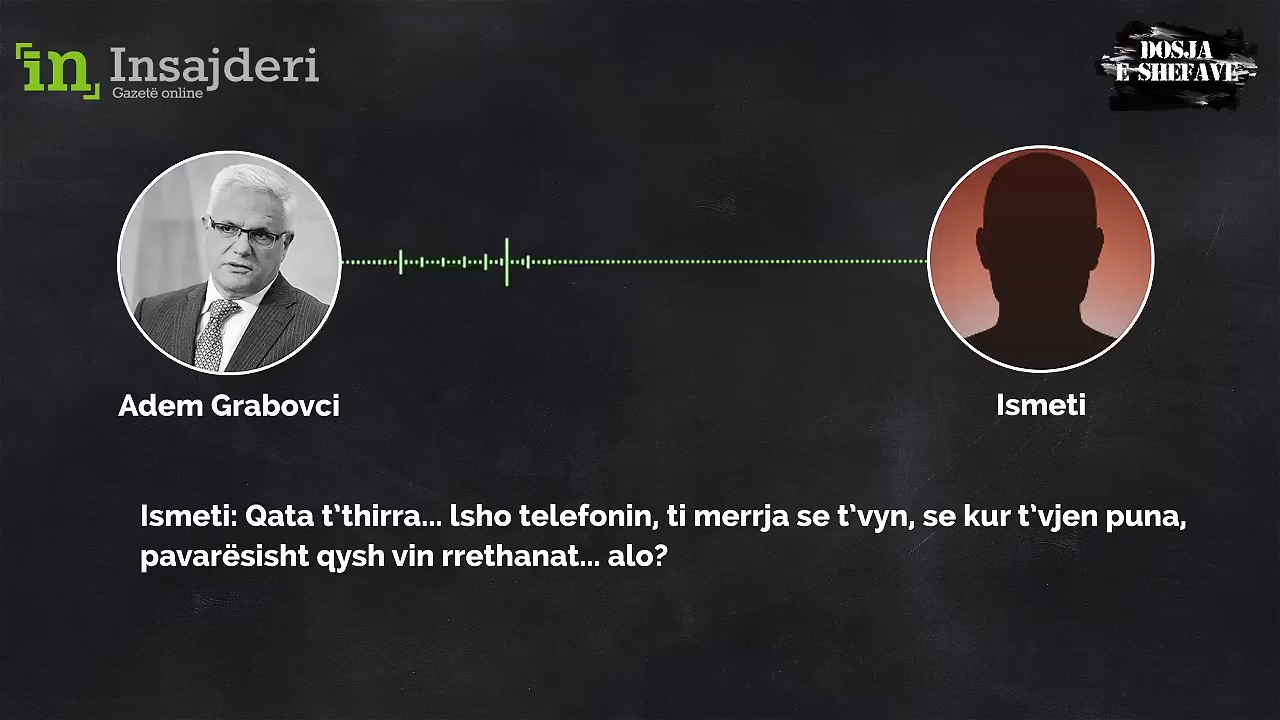 in Insajderi
Gazetë online
DOSJA
E SHEFAVE
Adem Grabovci
Ismeti
Ismeti: Qata t'thirra... lsho telefonin, ti merrja se t'vyn, se kur t'vjen puna,
pavarësisht qysh vin rrethanat... alo?